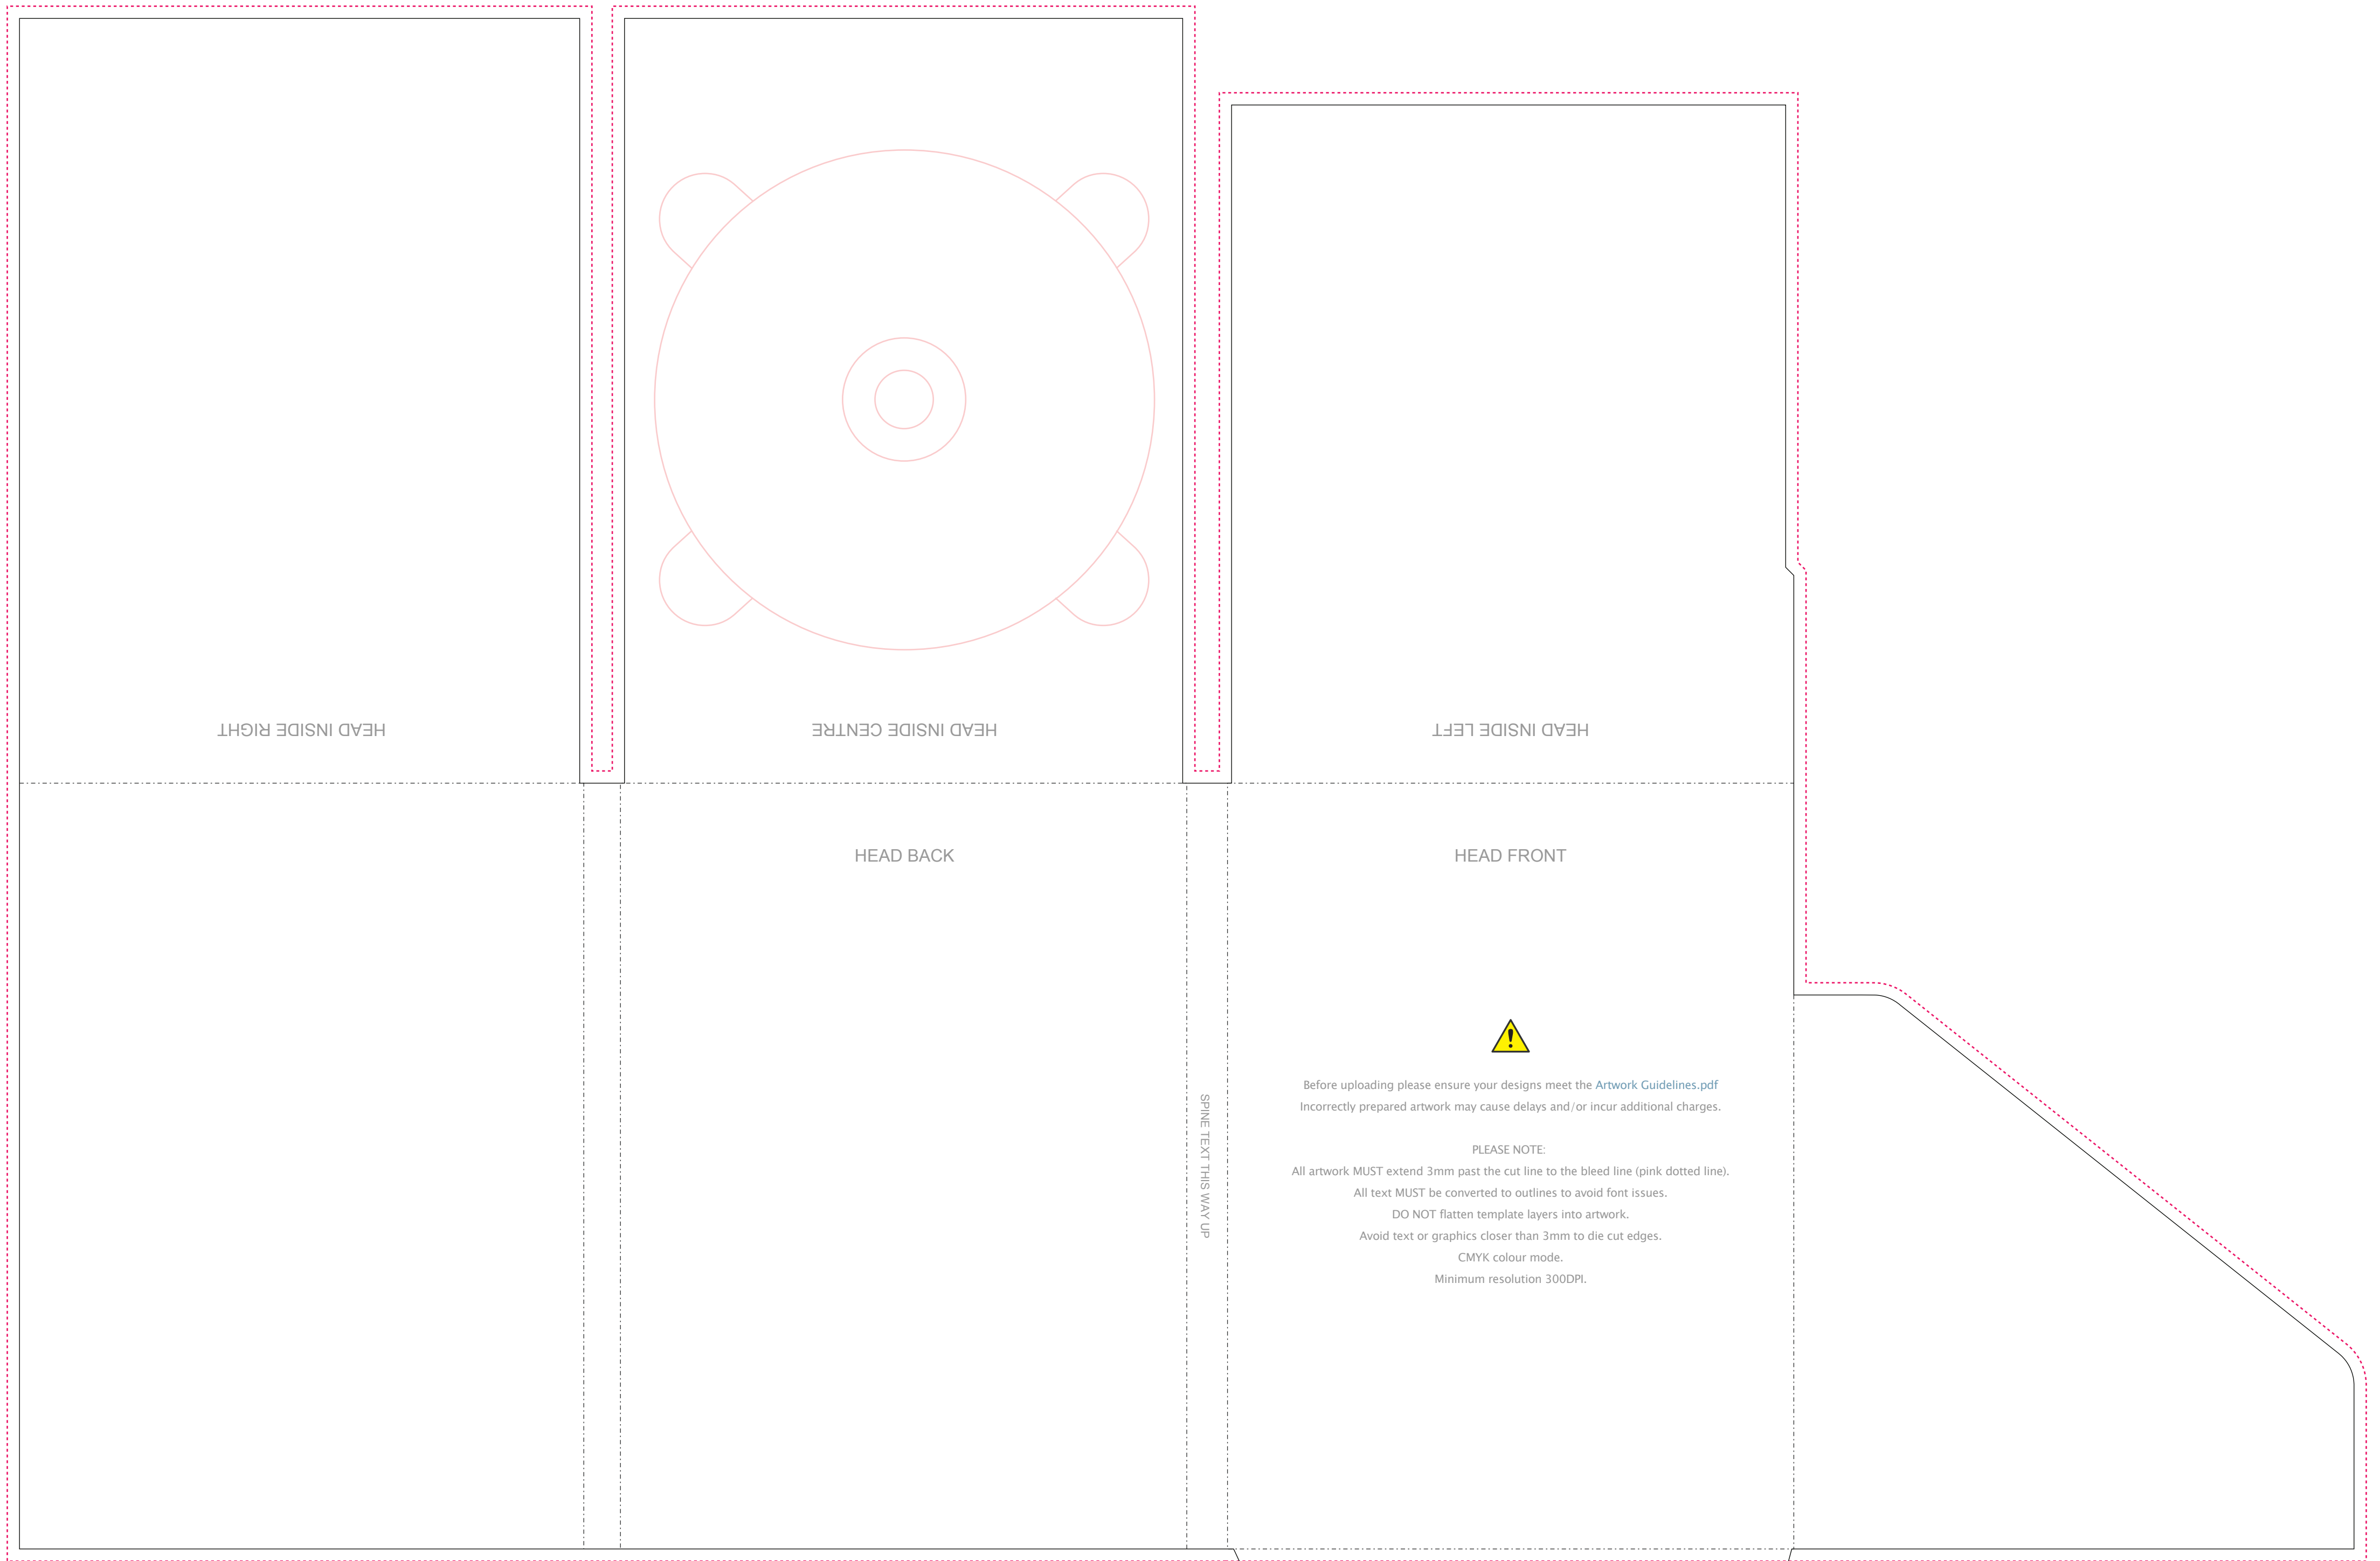 HEAD INSIDE RIGHT
HEAD INSIDE CENTRE
HEAD INSIDE LEFT
HEAD BACK
HEAD FRONT
SPINE TEXT THIS WAY UP
Before uploading please ensure your designs meet the Artwork Guidelines.pdf
Incorrectly prepared artwork may cause delays and/or incur additional charges.
PLEASE NOTE:
All artwork MUST extend 3mm past the cut line to the bleed line (pink dotted line).
All text MUST be converted to outlines to avoid font issues.
DO NOT flatten template layers into artwork.
Avoid text or graphics closer than 3mm to die cut edges.
CMYK colour mode.
Minimum resolution 300DPI.